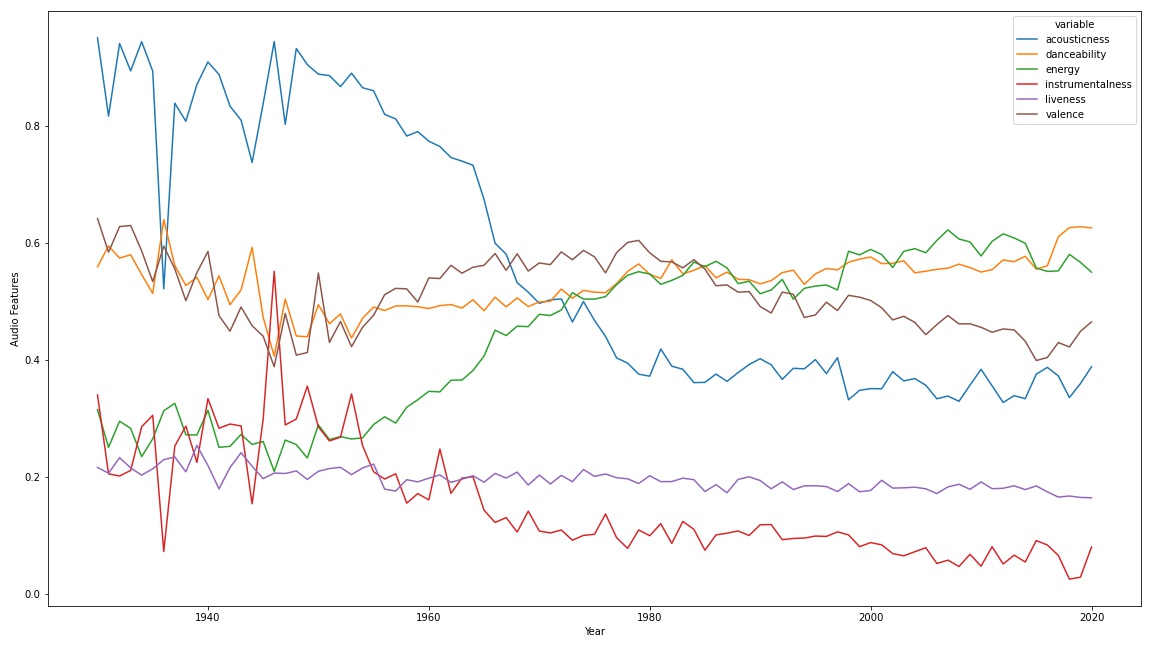 variable
acousticness
danceability
energy
instrumentalness
liveness
valence
Audio Features
0.8
0.6
0.4
0.2
0.0
1940
1960
1980
2000
2020
Year